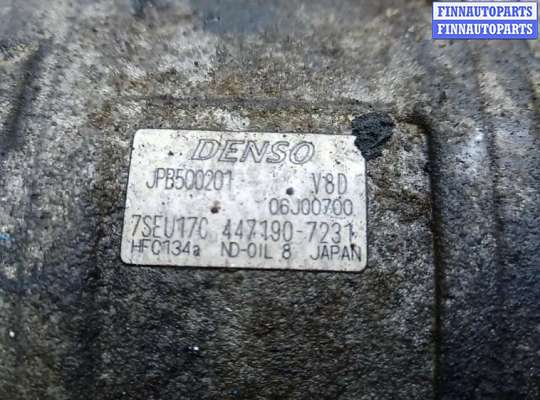 FINNAUTOPARTS
FINNAUTOPARTS
DENSO
JPB500201 V8D
06J00700
7SEU17C 447190-7231
HFC134a ND-OIL 8 JAPAN